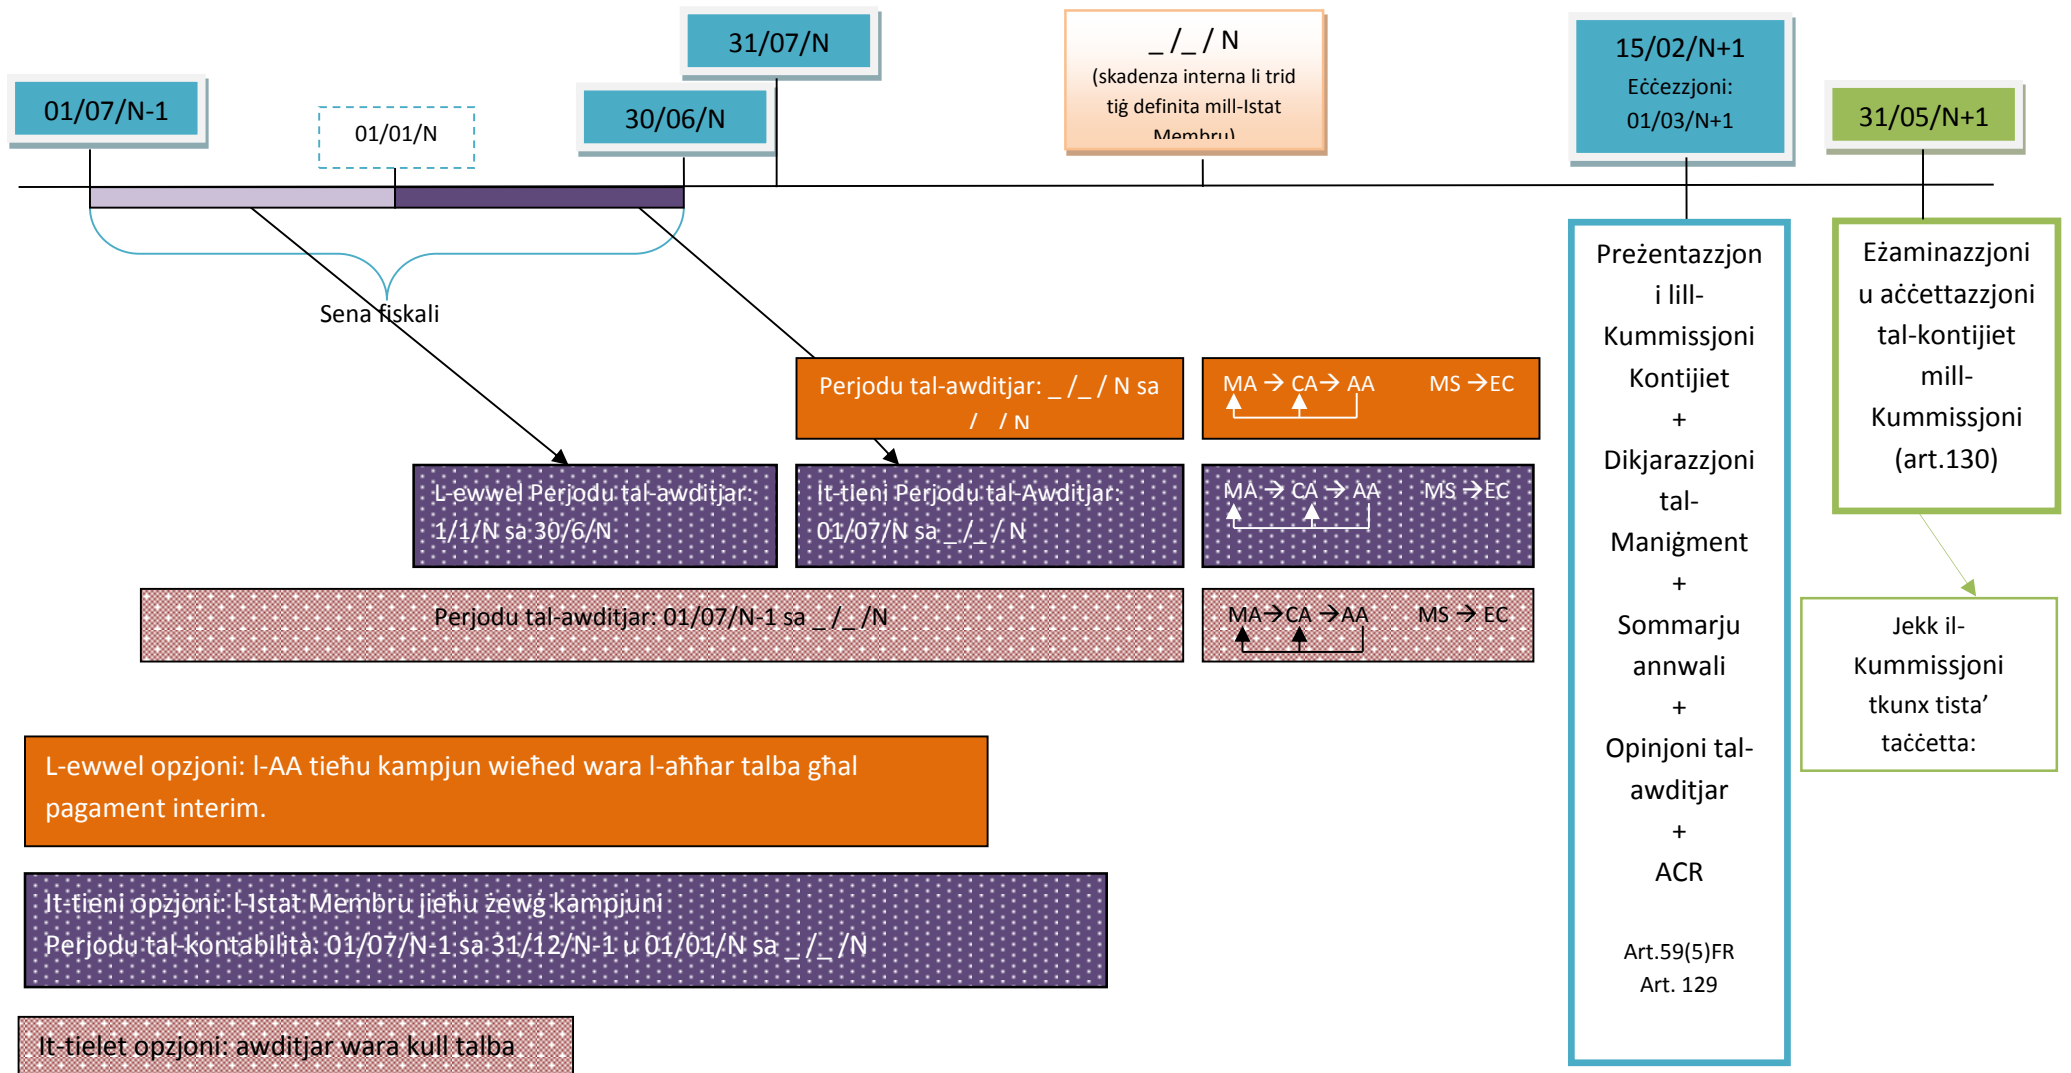 31/07/N
_ /_ / N
(skadenza interna li trid
tiġ definita mill-Istat
Membru)
15/02/N+1
Eċċezzjoni:
01/03/N+1
01/07/N-1
01/01/N
30/06/N
31/05/N+1
Sena fiskali
Perjodu tal-awditjar: _ /_ / N sa
_ /_ / N
MA → CA→ AA MS →EC
L-ewwel Perjodu tal-awditjar:
1/1/N sa 30/6/N
It-tieni Perjodu tal-Awditjar:
01/07/N sa _ /_ / N
MA → CA → AA MS →EC
Perjodu tal-awditjar: 01/07/N-1 sa _ /_ /N
MA→CA →AA MS → EC
Preżentazzjon
i lill-
Kummissjoni
Kontijiet
+
Dikjarazzjoni
tal-
Maniġment
+
Sommarju
annwali
+
Opinjoni tal-
awditjar
+
ACR
Art.59(5)FR
Art. 129
Eżaminazzjoni
u aċċettazzjoni
tal-kontijiet
mill-
Kummissjoni
(art.130)
Jekk il-
Kummissjoni
tkunx tista’
taċċetta:
L-ewwel opzjoni: l-AA tieħu kampjun wieħed wara l-aħħar talba għal
pagament interim.
It-tieni opzjoni: l-Istat Membru jieħu żewġ kampjuni
Perjodu tal-kontabilità: 01/07/N-1 sa 31/12/N-1 u 01/01/N sa _ /_ /N
It-tielet opzjoni: awditjar wara kull talba